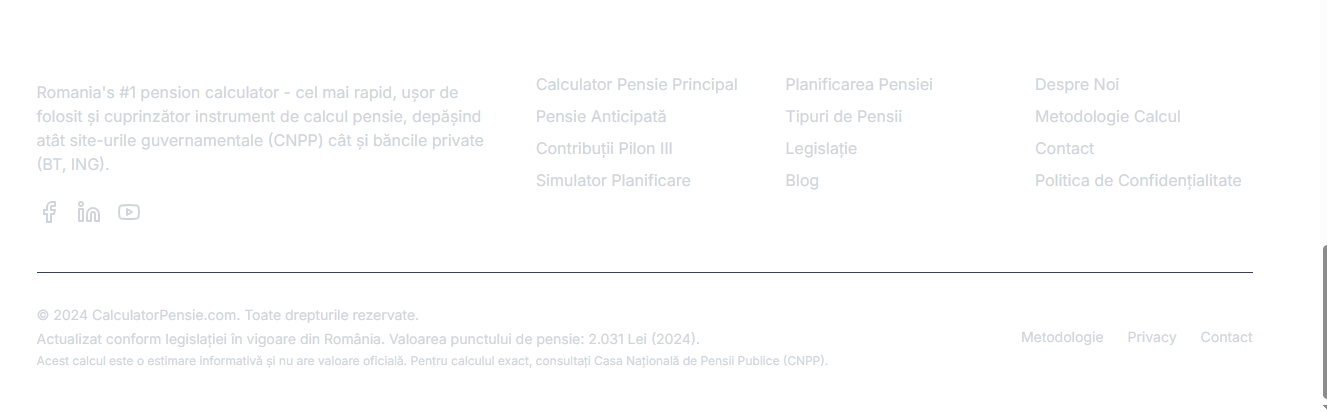 Romania's #1 pension calculator - cel mai rapid, ușor de
folosit și cuprinzător instrument de calcul pensie, depășind
atât site-urile guvernamentale (CNPP) cât și băncile private
(BT, ING).
Calculator Pensie Principal
Pensie Anticipată
Contribuții Pilon III
Simulator Planificare
Planificarea Pensiei
Tipuri de Pensii
Legislație
Blog
Despre Noi
Metodologie Calcul
Contact
Politica de Confidențialitate
© 2024 CalculatorPensie.com. Toate drepturile rezervate.
Actualizat conform legislației în vigoare din România. Valoarea punctului de pensie: 2.031 Lei (2024).
Acest calcul este o estimare informativă și nu are valoare oficială. Pentru calculul exact, consultați Casa Națională de Pensii Publice (CNPP).
Metodologie
Privacy
Contact